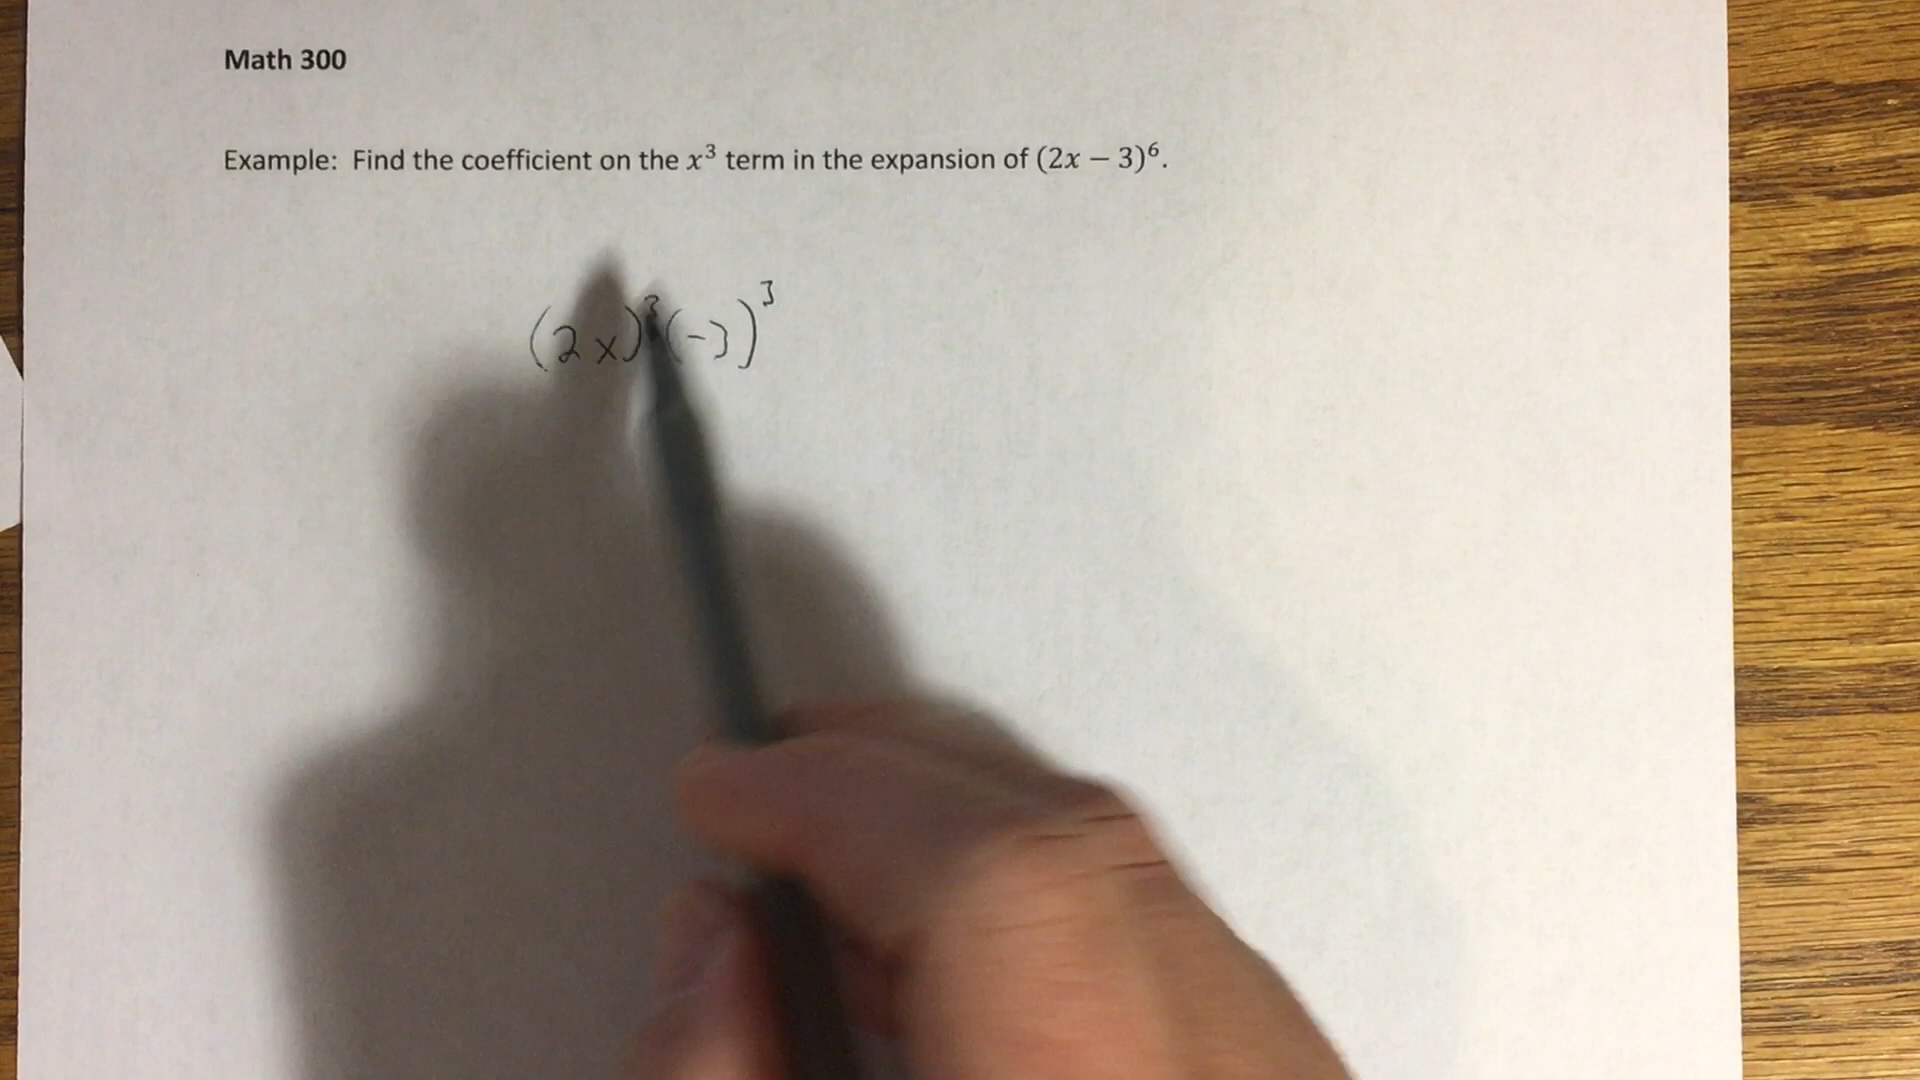 Math 300
Example: Find the coefficient on the x³ term in the expansion of (2x − 3)⁶.
(2x)³(-3)³